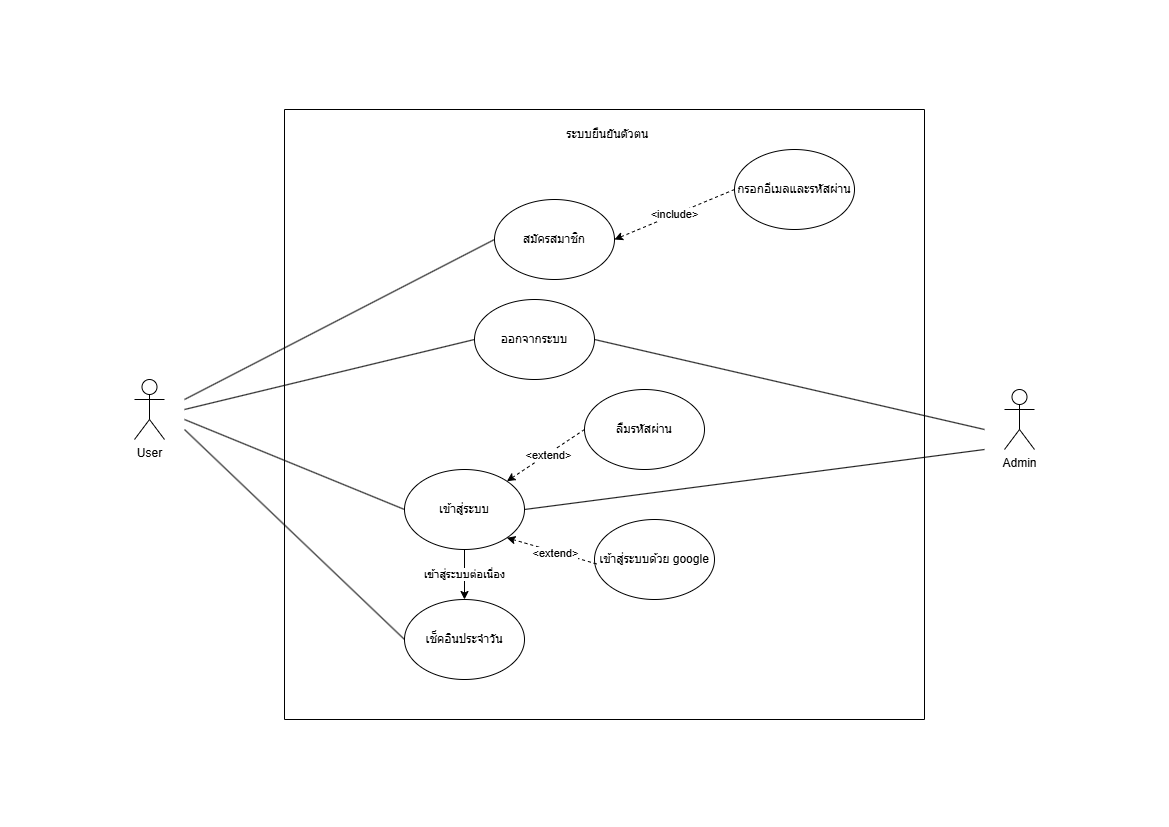 ระบบยืนยันตัวตน
กรอกอีเมลและรหัสผ่าน
<include>
สมัครสมาชิก
ออกจากระบบ
ลืมรหัสผ่าน
<extend>
User
Admin
เข้าสู่ระบบ
<extend>
เข้าสู่ระบบด้วย google
เข้าสู่ระบบต่อเนื่อง
เช็คอินประจำวัน